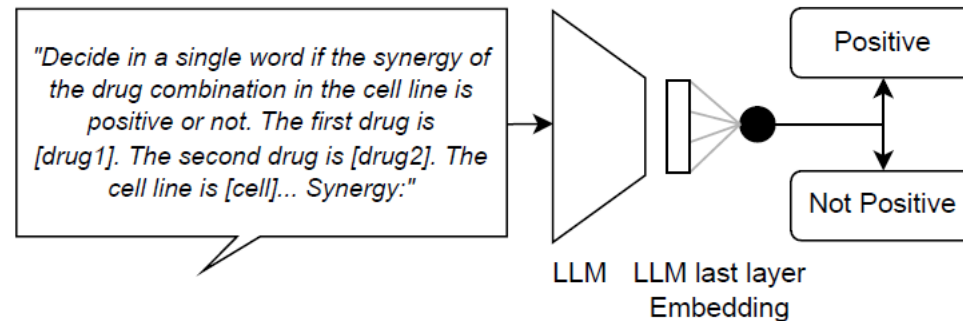 "Decide in a single word if the synergy of
the drug combination in the cell line is
positive or not. The first drug is
[drug1]. The second drug is [drug2]. The
cell line is [cell]... Synergy:"
Positive
Not Positive
LLM
LLM last layer
Embedding